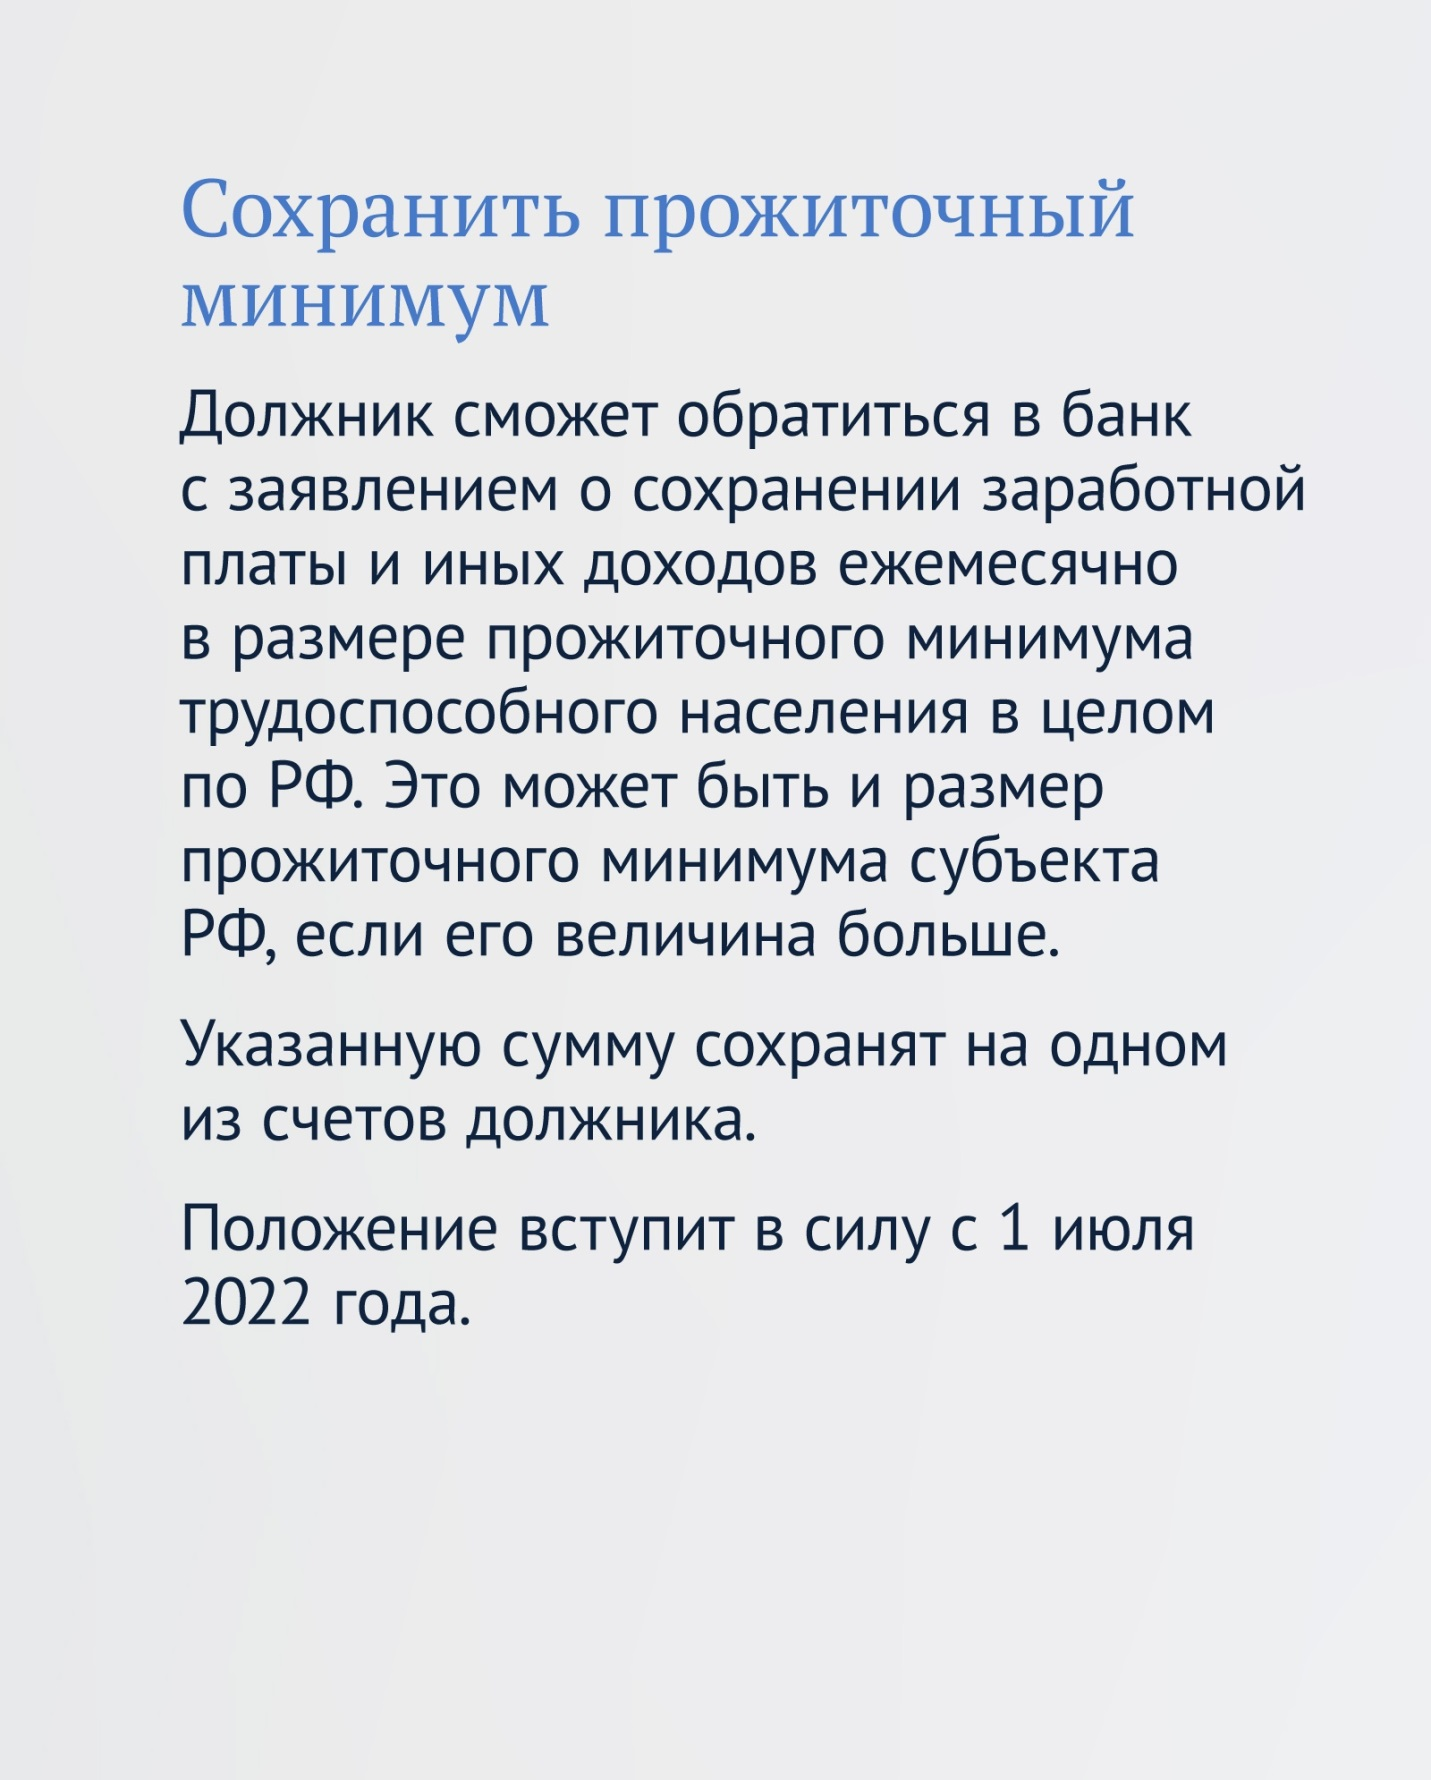 Сохранить прожиточный
минимум
Должник сможет обратиться в банк
с заявлением о сохранении заработной
платы и иных доходов ежемесячно
в размере прожиточного минимума
трудоспособного населения в целом
по РФ. Это может быть и размер
прожиточного минимума субъекта
РФ, если его величина больше.
Указанную сумму сохранят на одном
из счетов должника.
Положение вступит в силу с 1 июля
2022 года.